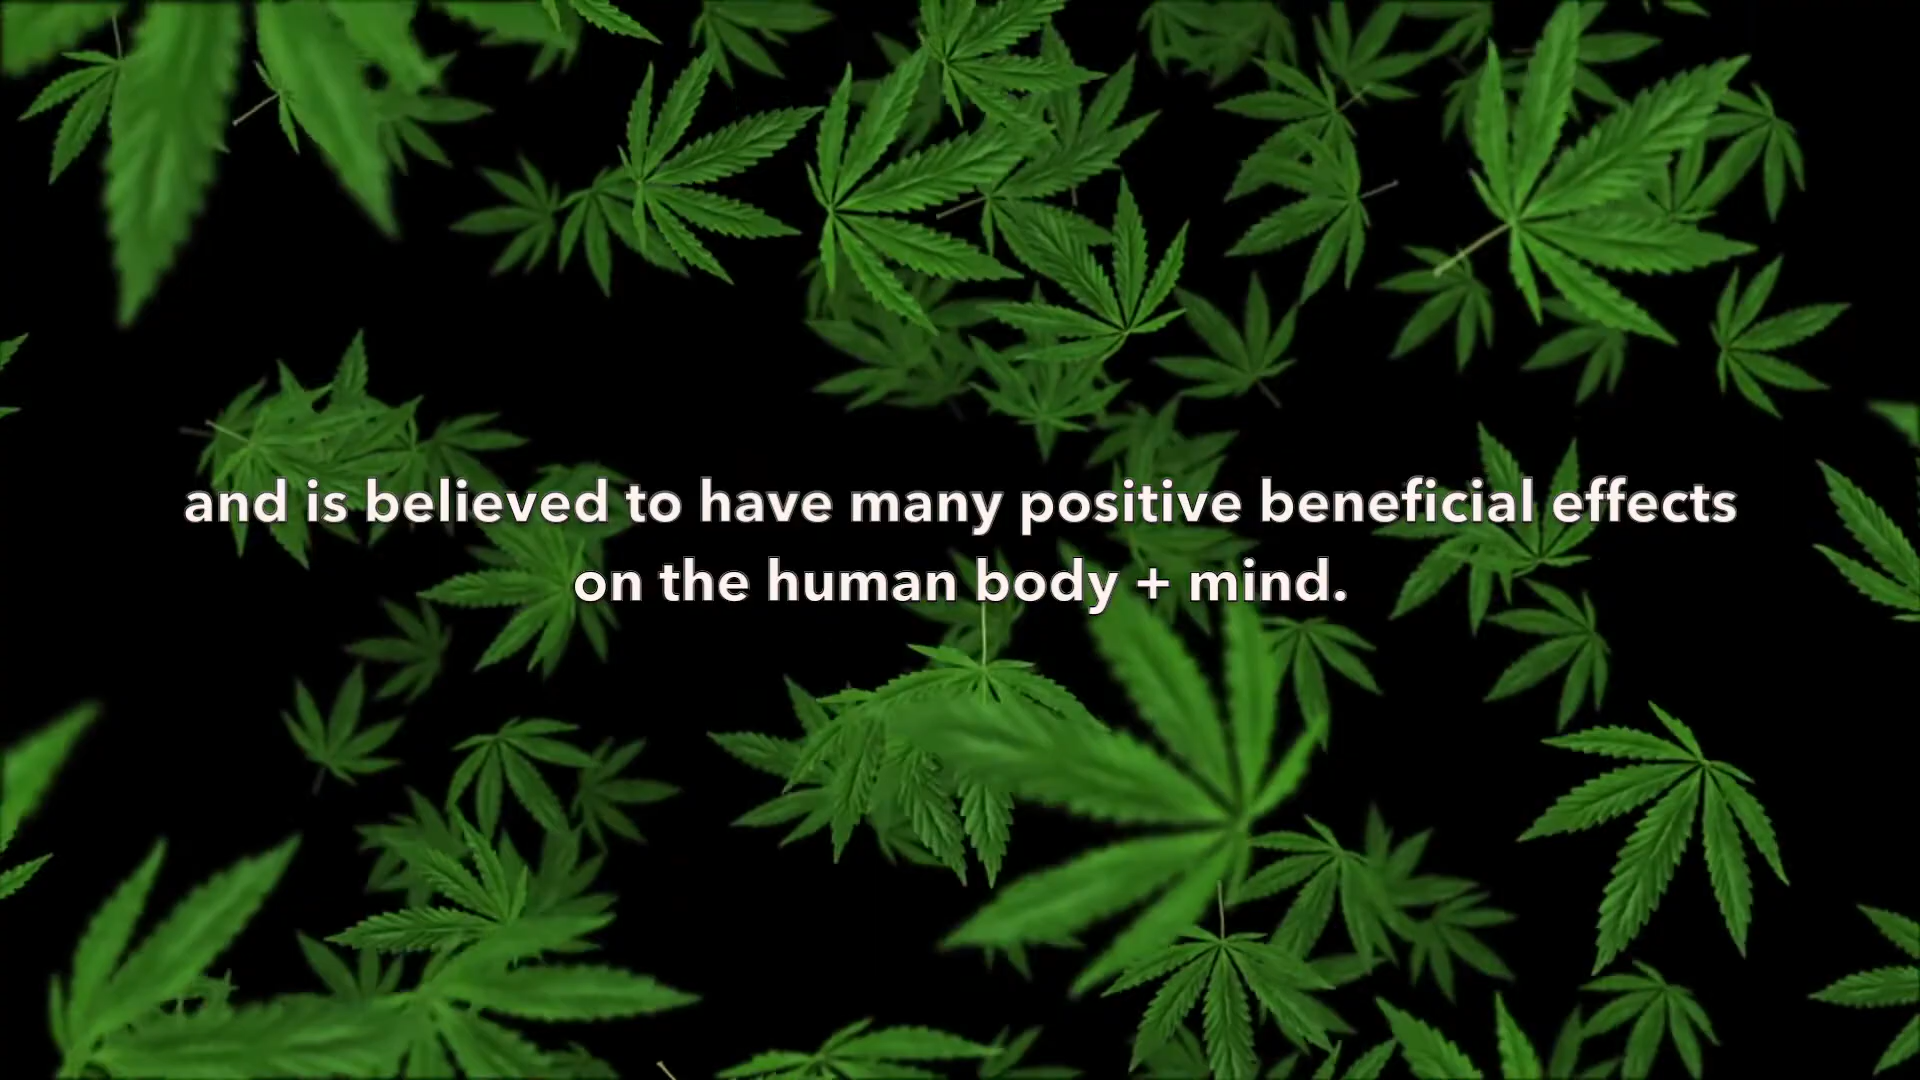 and is believed to have many positive beneficial effects
on the human body + mind.